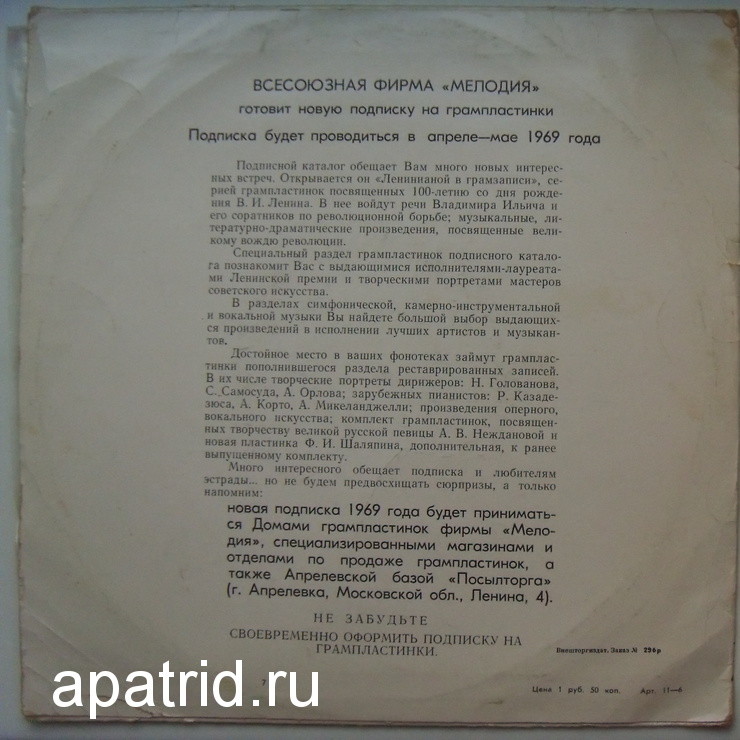 ВСЕСОЮЗНАЯ ФИРМА «МЕЛОДИЯ»
готовит новую подписку на грампластинки
Подписка будет проводиться в апреле—мае 1969 года
Подписной каталог обещает Вам много новых интерес-
ных встреч. Открывается он «Лениннаной в грамзаписи», се-
рией грампластинок посвященных 100-летию со дня рожде-
ния В. И. Ленина. В нее войдут речи Владимира Ильича и
его соратников по революционной борьбе; музыкальные, ли-
тературно-драматические произведения, посвященные вели-
кому вождю революции.
Специальный раздел грампластинок подписного катало-
га познакомит Вас с выдающимися исполнителями-лауреата-
ми Ленинской премии и творческими портретами мастеров
советского искусства.
В разделах симфонической, камерно-инструментальной
и вокальной музыки Вы найдете большой выбор выдающих-
ся произведений в исполнении лучших артистов и музыкан-
тов.
Достойное место в ваших фонотеках займут грамплас-
тинки пополнившегося раздела реставрированных записей.
В их числе творческие портреты дирижеров: Н. Голованова,
С. Самосуда, А. Орлова; зарубежных пианистов: Р. Казаде-
зюса, А. Корто, А. Микеланджелли; произведения оперного,
вокального искусства; комплект грампластинок, посвящен-
ных творчеству великой русской певицы А. В. Неждановой и
новая пластинка Ф. И. Шаляпина, дополнительная, к ранее
выпущенному комплекту.
Много интересного обещает подписка и любителям
эстрады... но не будем предвосхищать сюрпризы, а только
напомним:
новая подписка 1969 года будет принимать-
ся Домами грампластинок фирмы «Мело-
дия», специализированными магазинами и
отделами по продаже грампластинок, а
также Апрелевской базой «Посылторга»
(г. Апрелевка, Московской обл., Ленина, 4).
НЕ ЗАБУДЬТЕ
СВОЕВРЕМЕННО ОФОРМИТЬ ПОДПИСКУ НА
ГРАМПЛАСТИНКИ.
Внешторгиздат. Заказ № 296р
7
Цена 1 руб. 50 коп. Арт. 11—6
apatrid.ru